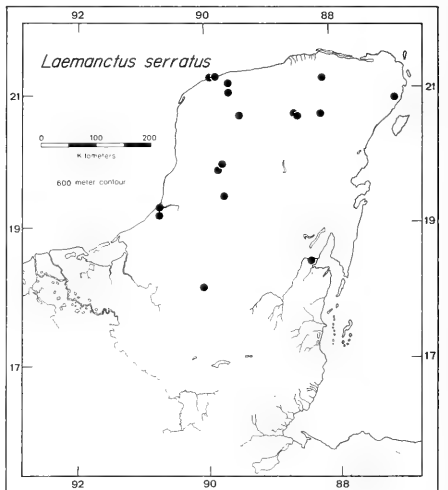 92 90 88
Laemanctus serratus
21 21
0 100 200
Kilometers
600 meter contour
19 19
17 17
92 90 88